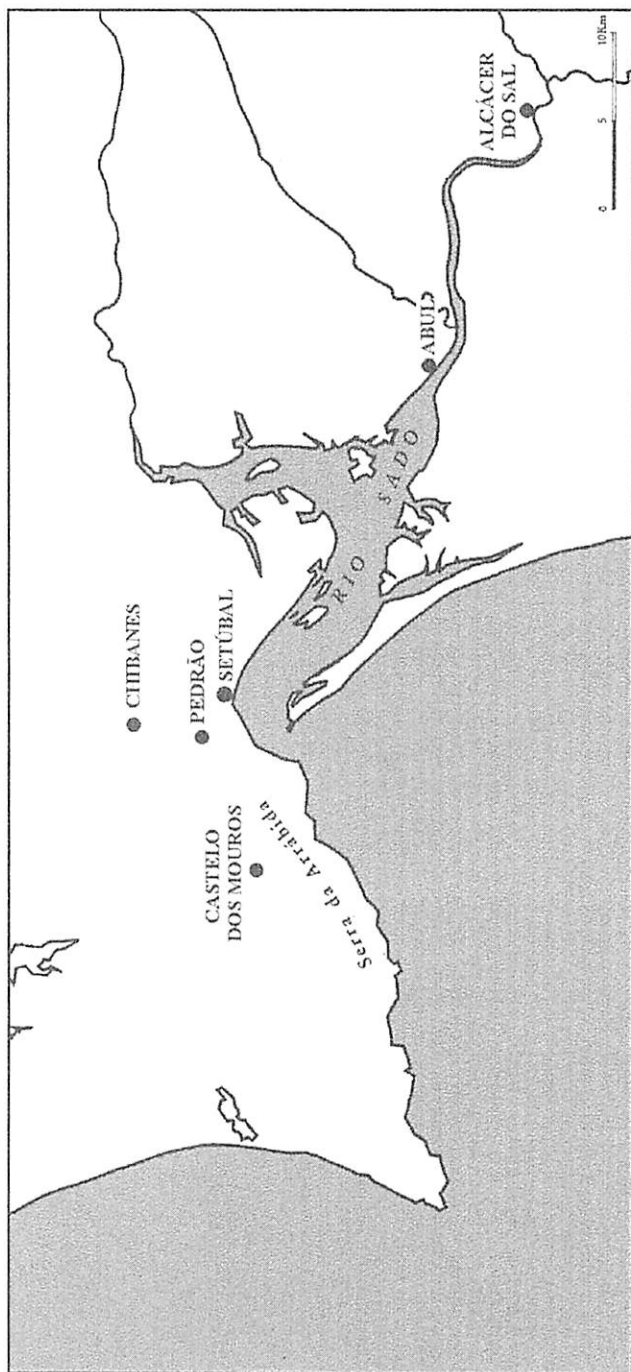 CHIBANES
PEDRÃO
SETÚBAL
CASTELO
DOS MOUROS
Serra da Arrábida
RIO SADO
ABUL
ALCÁCER
DO SAL
0 5 10Km